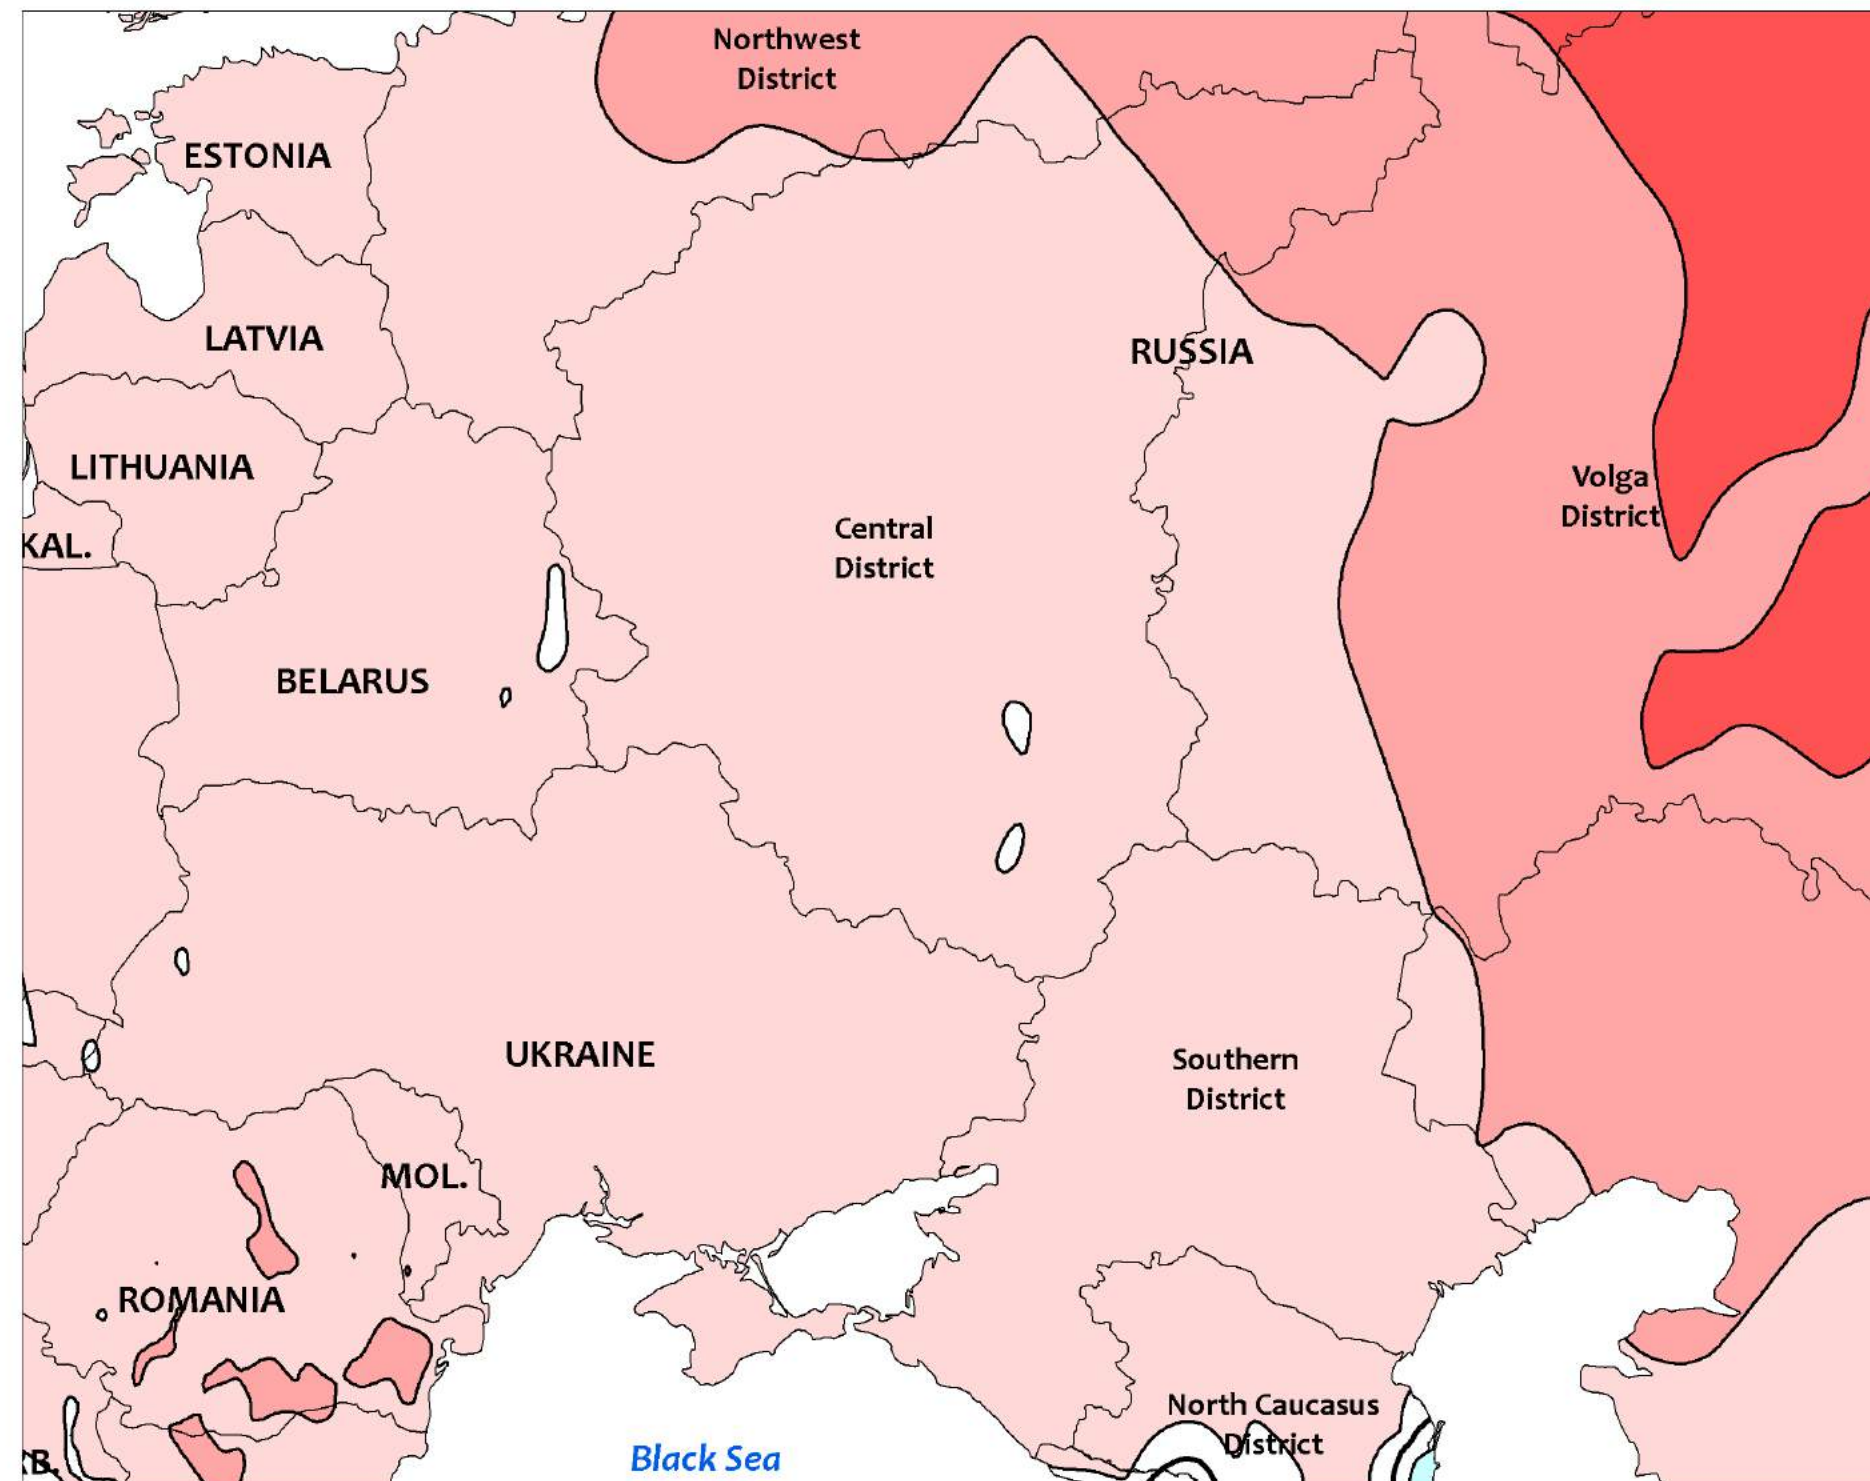 Northwest
District
ESTONIA
LATVIA
RUSSIA
LITHUANIA
Volga
District
KAL.
Central
District
BELARUS
UKRAINE
Southern
District
MOL.
ROMANIA
North Caucasus
District
Black Sea
B.